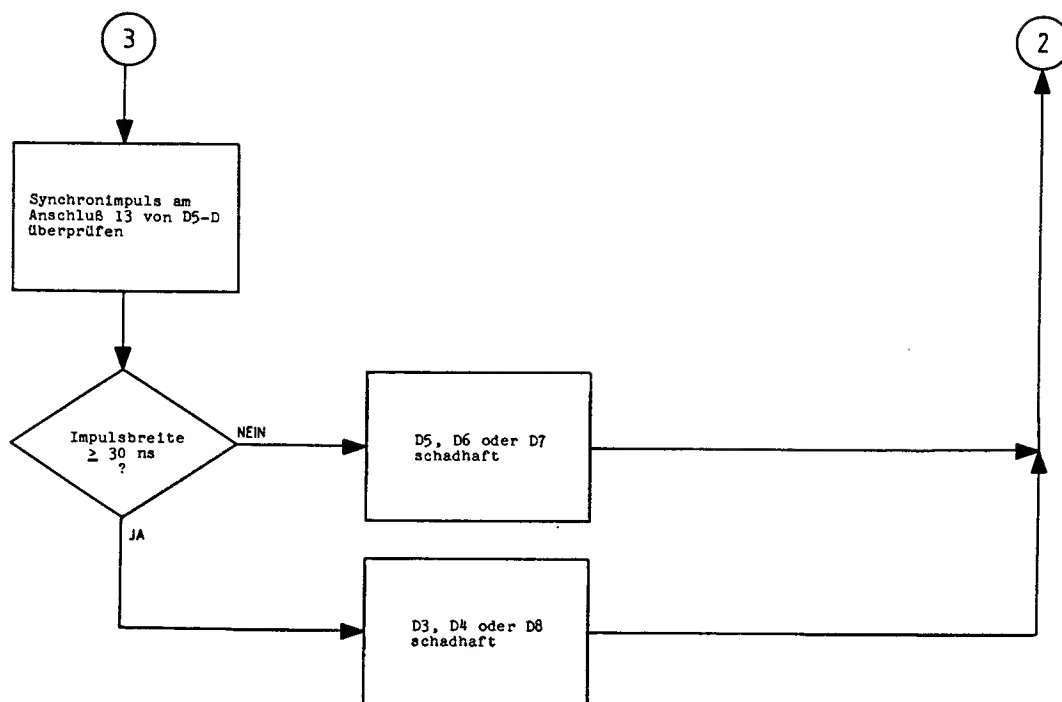 3
2
Synchronimpuls am
Anschluß 13 von D5-D
überprüfen
Impulsbreite
≥ 30 ns
?
NEIN
D5, D6 oder D7
schadhaft
JA
D3, D4 oder D8
schadhaft